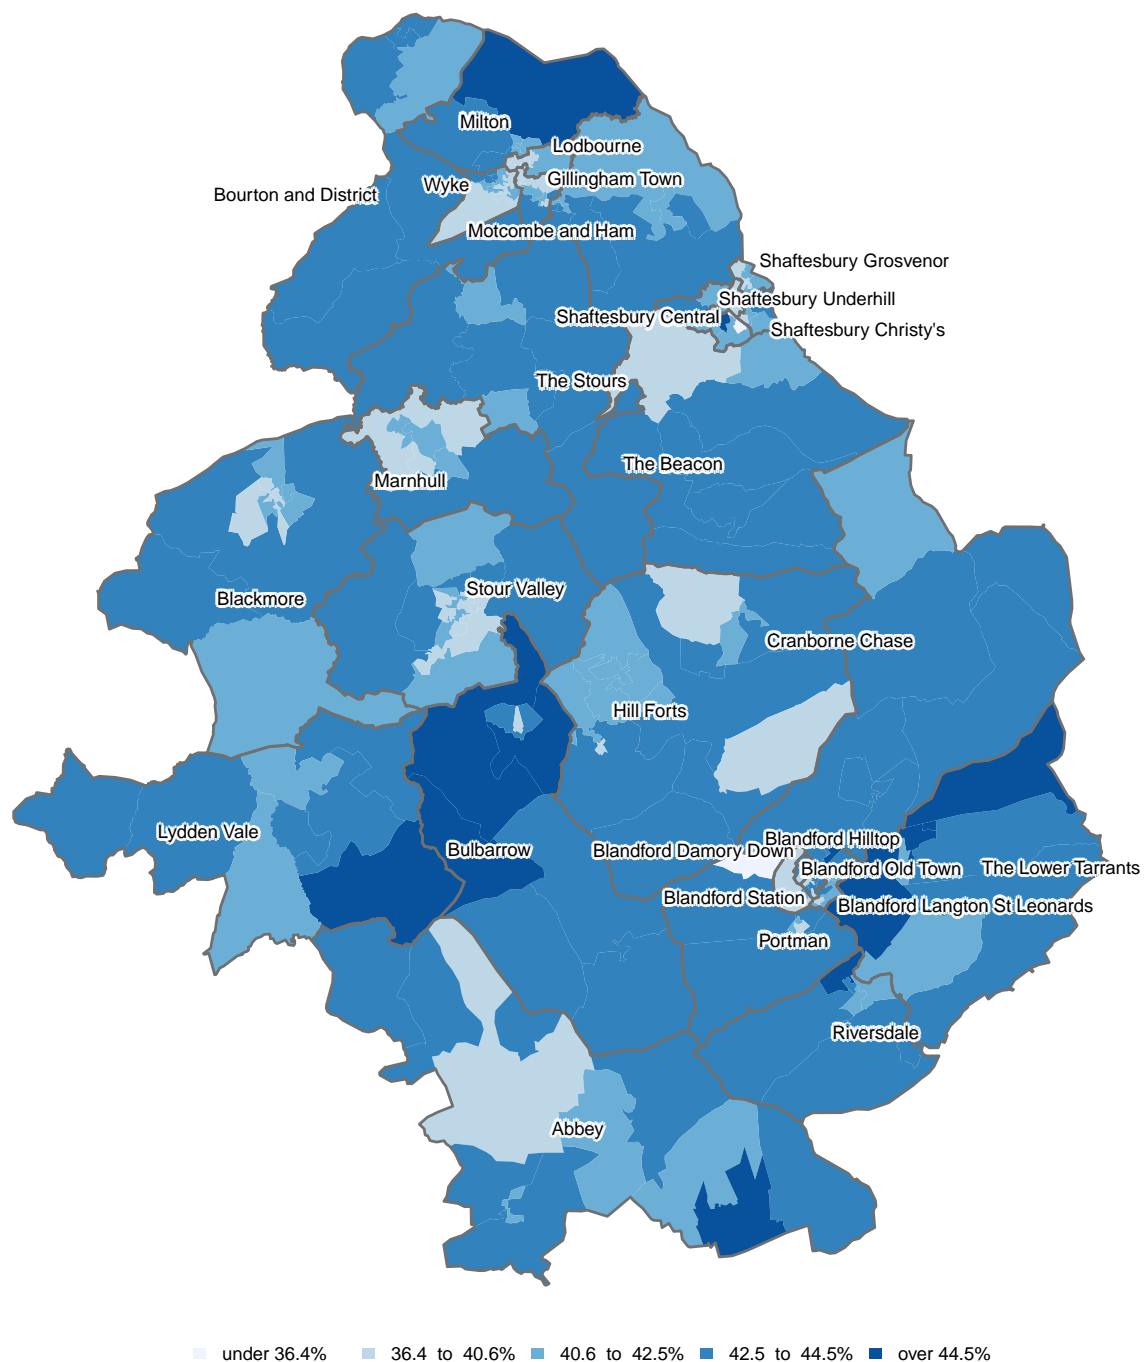 Milton
Lodbourne
Gillingham Town
Wyke
Bourton and District
Motcombe and Ham
Shaftesbury Grosvenor
Shaftesbury Underhill
Shaftesbury Central
Shaftesbury Christy's
The Stours
The Beacon
Marnhull
Stour Valley
Blackmore
Cranborne Chase
Hill Forts
Lydden Vale
Blandford Hilltop
Bulbarrow
Blandford Damory Down
Blandford Old Town
The Lower Tarrants
Blandford Station
Blandford Langton St Leonards
Portman
Riversdale
Abbey
under 36.4%
36.4 to 40.6%
40.6 to 42.5%
42.5 to 44.5%
over 44.5%